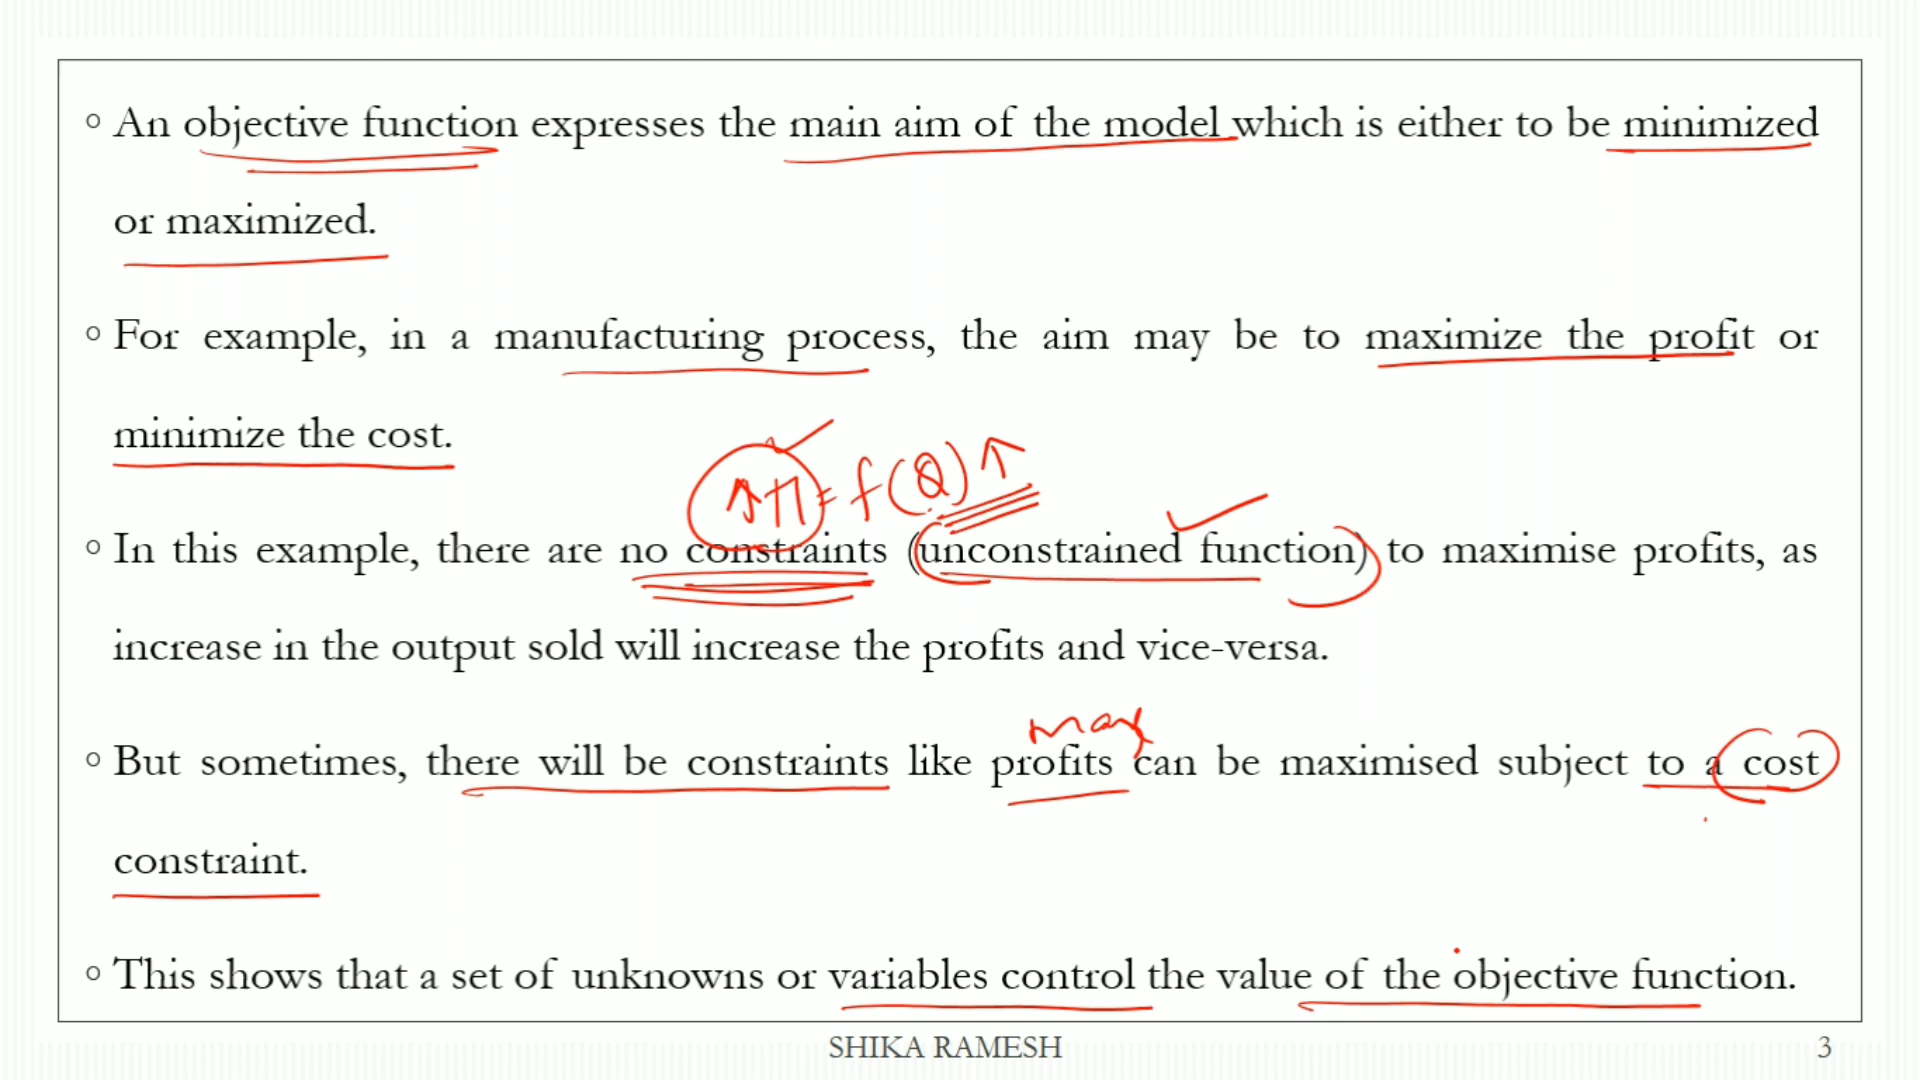 ◦ An objective function expresses the main aim of the model which is either to be minimized
or maximized.
◦ For example, in a manufacturing process, the aim may be to maximize the profit or
minimize the cost.
↑π = f(Q)↑
◦ In this example, there are no constraints (unconstrained function) to maximise profits, as
increase in the output sold will increase the profits and vice-versa.
max
◦ But sometimes, there will be constraints like profits can be maximised subject to a cost
constraint.
◦ This shows that a set of unknowns or variables control the value of the objective function.
SHIKA RAMESH 3